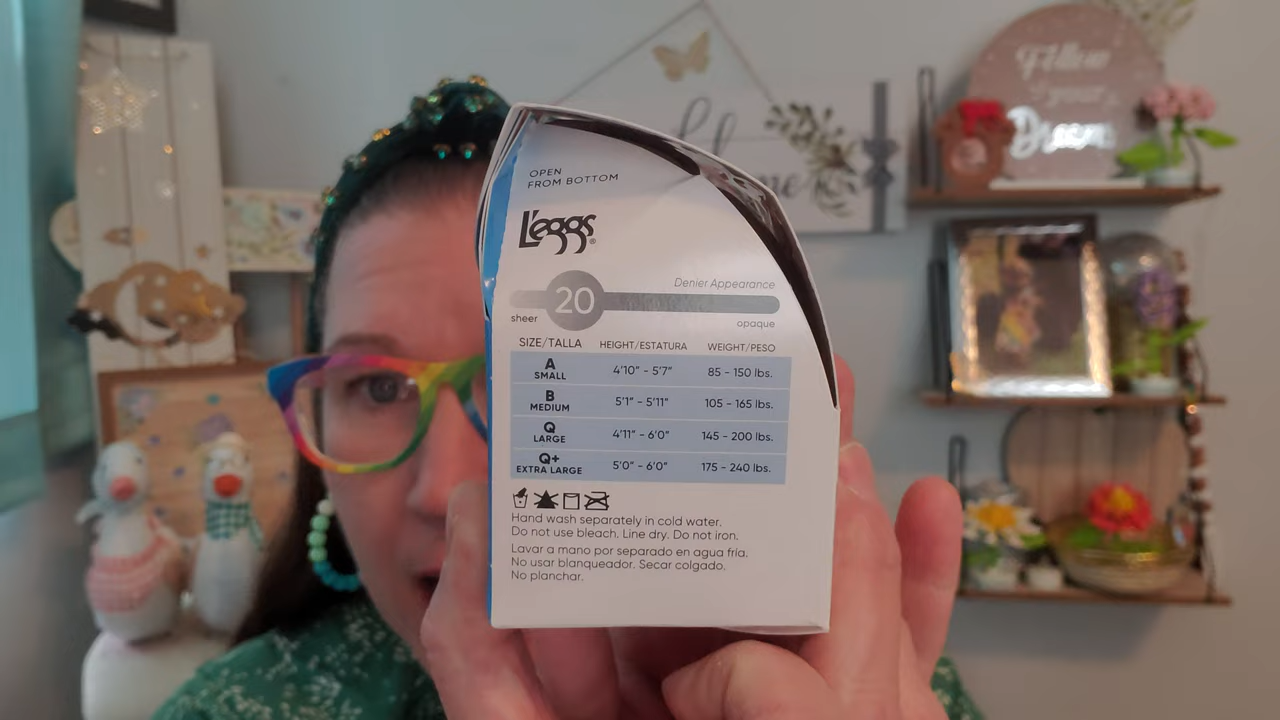 Follow
your
Dream
OPEN
FROM BOTTOM
L'eggs®
Denier Appearance
20
sheer
opaque
SIZE/TALLA HEIGHT/ESTATURA WEIGHT/PESO
A
SMALL 4'10" - 5'7" 85 - 150 lbs.
B
MEDIUM 5'1" - 5'11" 105 - 165 lbs.
Q
LARGE 4'11" - 6'0" 145 - 200 lbs.
Q+
EXTRA LARGE 5'0" - 6'0" 175 - 240 lbs.
Hand wash separately in cold water.
Do not use bleach. Line dry. Do not iron.
Lavar a mano por separado en agua fría.
No usar blanqueador. Secar colgado.
No planchar.